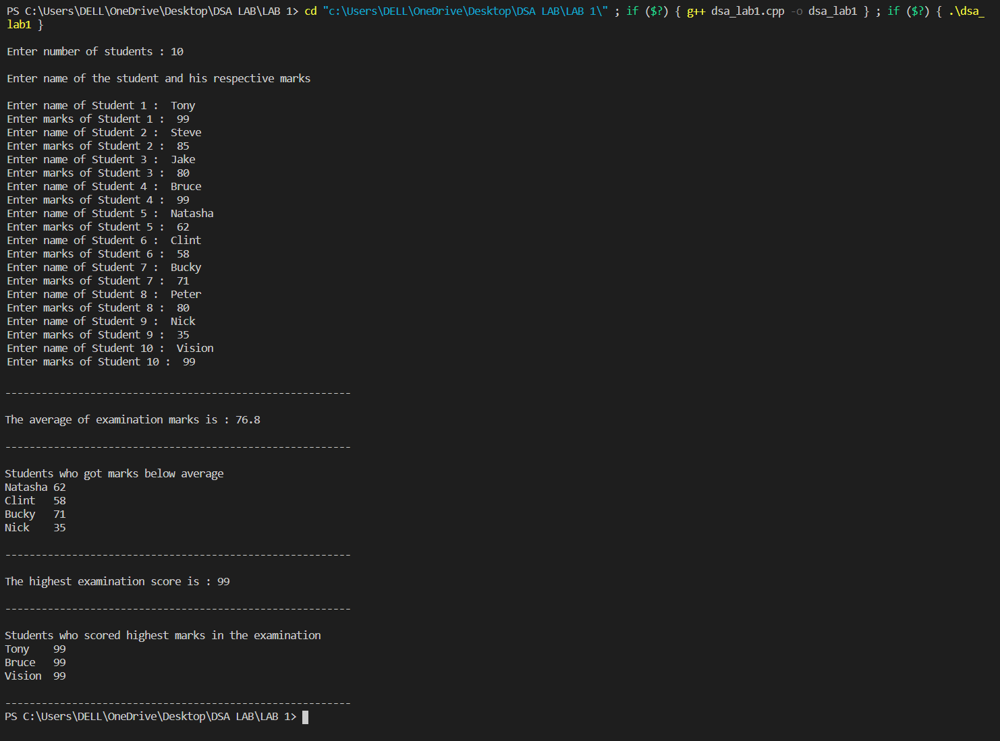 PS C:\Users\DELL\OneDrive\Desktop\DSA LAB\LAB 1> cd "c:\Users\DELL\OneDrive\Desktop\DSA LAB\LAB 1\" ; if ($?) { g++ dsa_lab1.cpp -o dsa_lab1 } ; if ($?) { .\dsa_
lab1 }
Enter number of students : 10
Enter name of the student and his respective marks
Enter name of Student 1 :  Tony
Enter marks of Student 1 :  99
Enter name of Student 2 :  Steve
Enter marks of Student 2 :  85
Enter name of Student 3 :  Jake
Enter marks of Student 3 :  80
Enter name of Student 4 :  Bruce
Enter marks of Student 4 :  99
Enter name of Student 5 :  Natasha
Enter marks of Student 5 :  62
Enter name of Student 6 :  Clint
Enter marks of Student 6 :  58
Enter name of Student 7 :  Bucky
Enter marks of Student 7 :  71
Enter name of Student 8 :  Peter
Enter marks of Student 8 :  80
Enter name of Student 9 :  Nick
Enter marks of Student 9 :  35
Enter name of Student 10 :  Vision
Enter marks of Student 10 :  99
---------------------------------------------------------
The average of examination marks is : 76.8
---------------------------------------------------------
Students who got marks below average
Natasha 62
Clint   58
Bucky   71
Nick    35
---------------------------------------------------------
The highest examination score is : 99
---------------------------------------------------------
Students who scored highest marks in the examination
Tony    99
Bruce   99
Vision  99
---------------------------------------------------------
PS C:\Users\DELL\OneDrive\Desktop\DSA LAB\LAB 1>